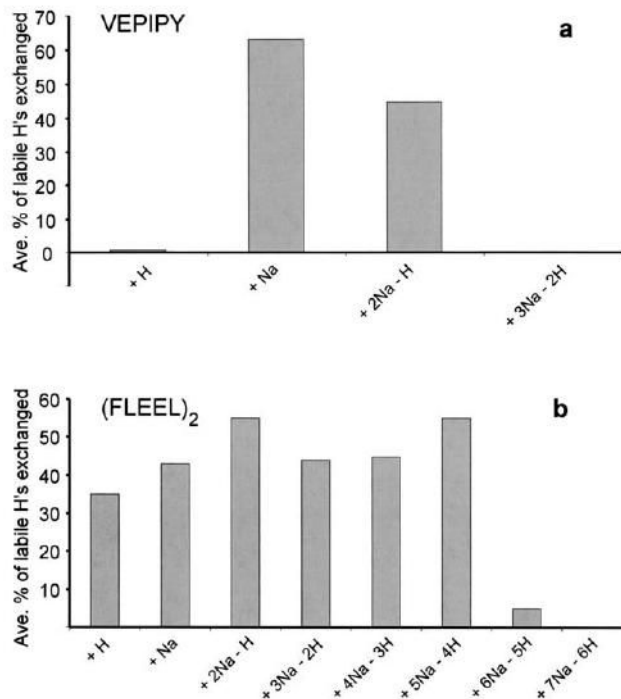 VEPIPY
a
Ave. % of labile H's exchanged
70
60
50
40
30
20
10
0
+ H
+ Na
+ 2Na - H
+ 3Na - 2H
(FLEEL)2
b
Ave. % of labile H's exchanged
60
50
40
30
20
10
+ H
+ Na
+ 2Na - H
+ 3Na - 2H
+ 4Na - 3H
+ 5Na - 4H
+ 6Na - 5H
+ 7Na - 6H